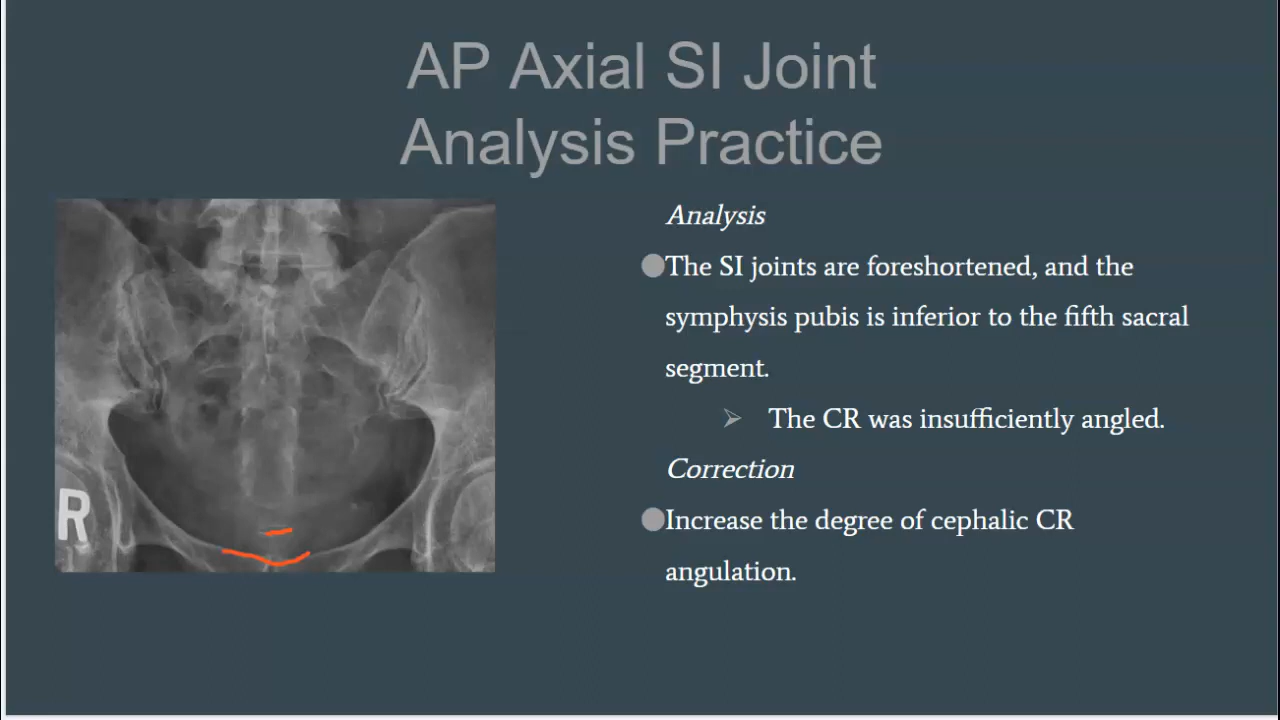 AP Axial SI Joint
Analysis Practice
Analysis
The SI joints are foreshortened, and the
symphysis pubis is inferior to the fifth sacral
segment.
The CR was insufficiently angled.
Correction
Increase the degree of cephalic CR
angulation.
R